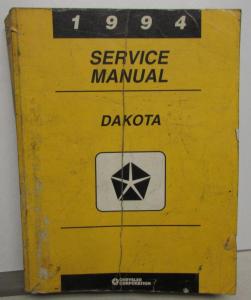 1994
SERVICE
MANUAL
DAKOTA
CHRYSLER
CORPORATION